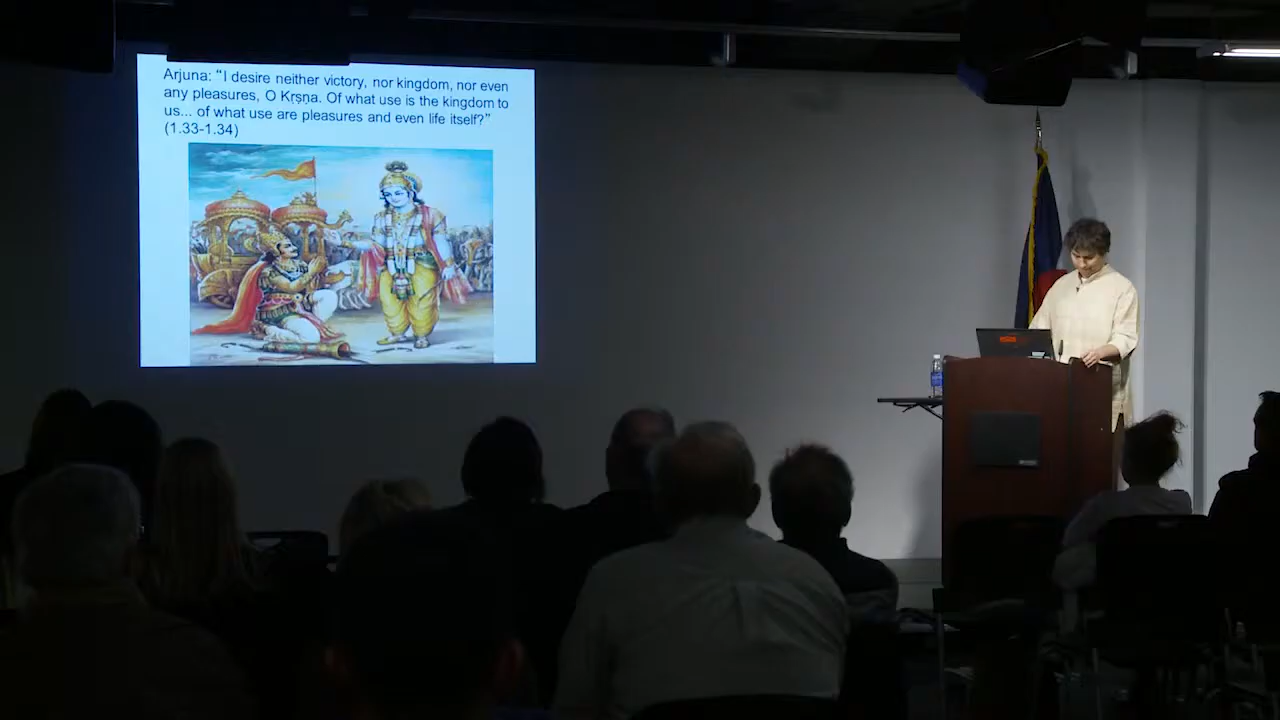 Arjuna: "I desire neither victory, nor kingdom, nor even
any pleasures, O Kṛṣṇa. Of what use is the kingdom to
us... of what use are pleasures and even life itself?"
(1.33-1.34)